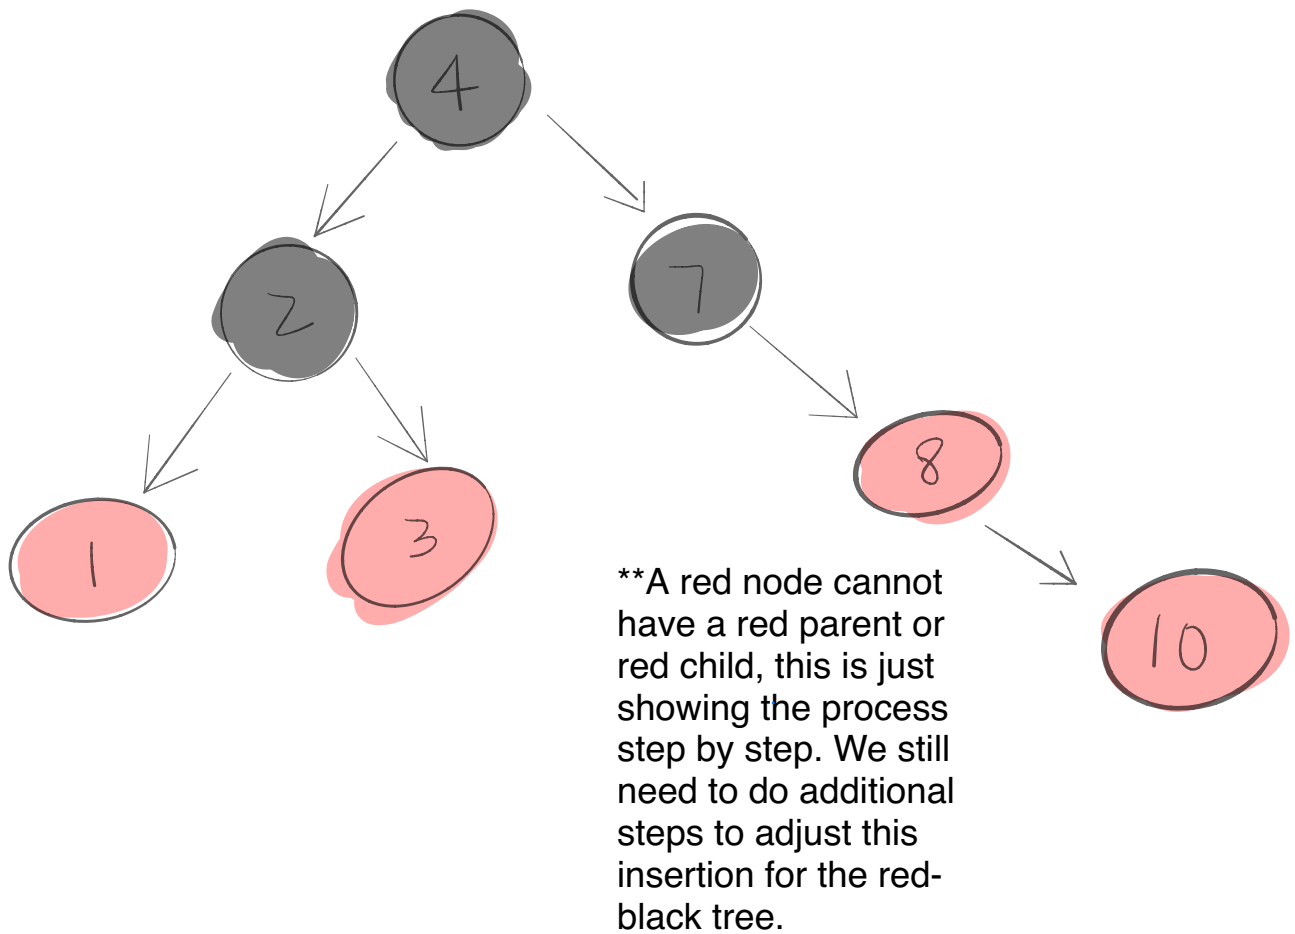 4
2
7
8
1
3
10
**A red node cannot
have a red parent or
red child, this is just
showing the process
step by step. We still
need to do additional
steps to adjust this
insertion for the red-
black tree.